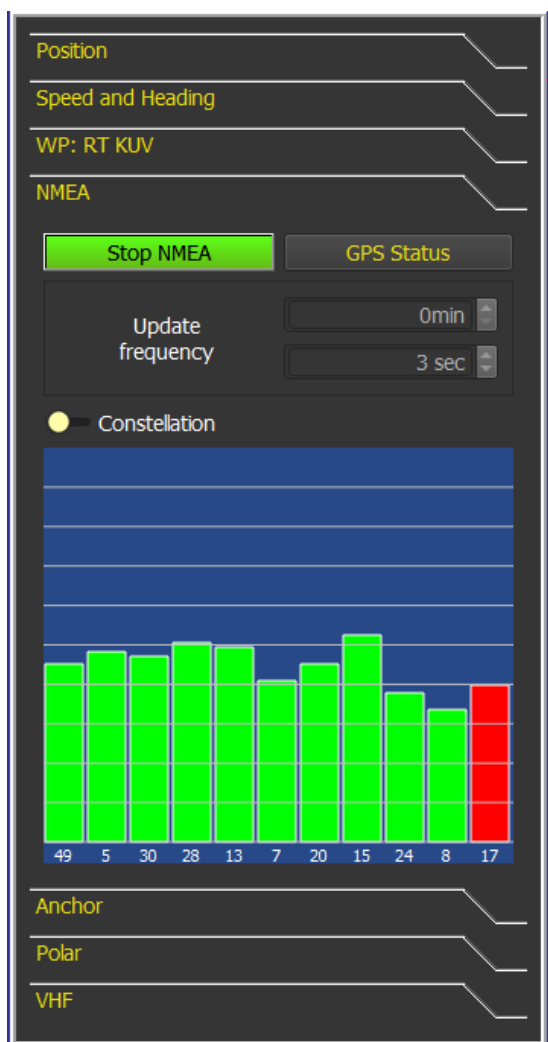 Position
Speed and Heading
WP: RT KUV
NMEA
Stop NMEA GPS Status
Update frequency
0min
3 sec
Constellation
49 5 30 28 13 7 20 15 24 8 17
Anchor
Polar
VHF